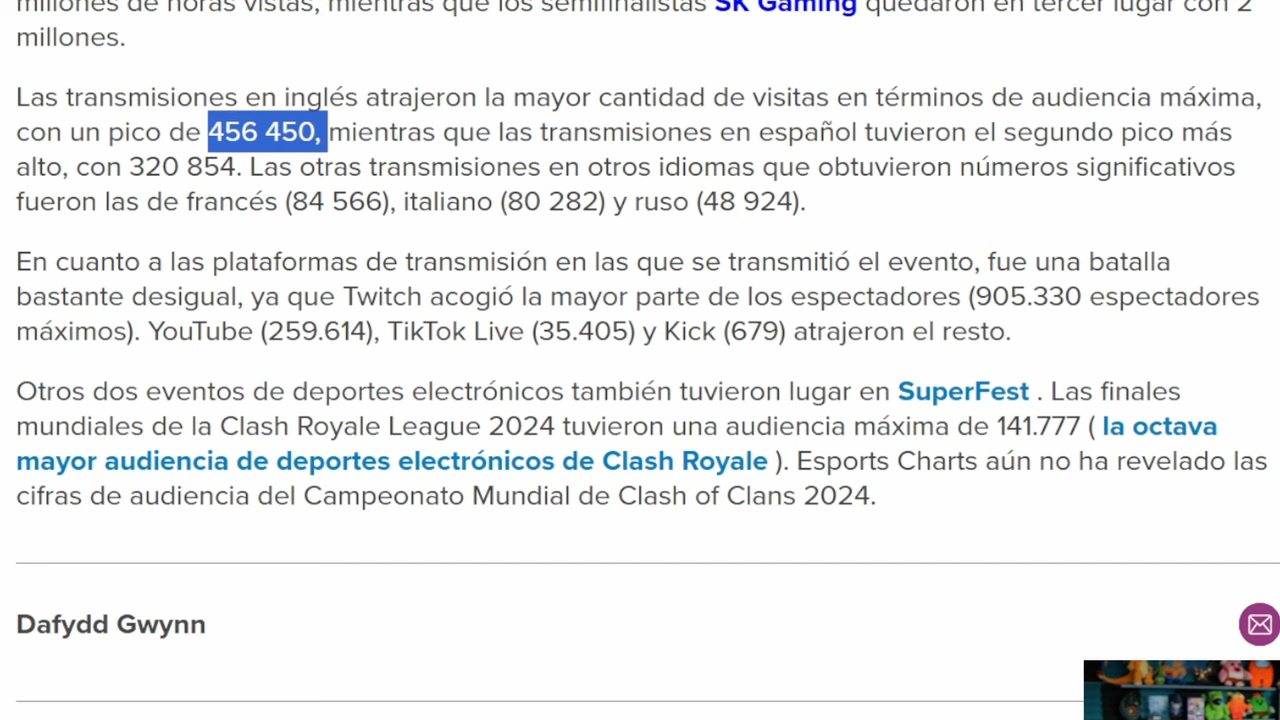 millones de horas vistas, mientras que los semifinalistas SK Gaming quedaron en tercer lugar con 2
millones.
Las transmisiones en inglés atrajeron la mayor cantidad de visitas en términos de audiencia máxima,
con un pico de 456 450, mientras que las transmisiones en español tuvieron el segundo pico más
alto, con 320 854. Las otras transmisiones en otros idiomas que obtuvieron números significativos
fueron las de francés (84 566), italiano (80 282) y ruso (48 924).
En cuanto a las plataformas de transmisión en las que se transmitió el evento, fue una batalla
bastante desigual, ya que Twitch acogió la mayor parte de los espectadores (905.330 espectadores
máximos). YouTube (259.614), TikTok Live (35.405) y Kick (679) atrajeron el resto.
Otros dos eventos de deportes electrónicos también tuvieron lugar en SuperFest . Las finales
mundiales de la Clash Royale League 2024 tuvieron una audiencia máxima de 141.777 ( la octava
mayor audiencia de deportes electrónicos de Clash Royale ). Esports Charts aún no ha revelado las
cifras de audiencia del Campeonato Mundial de Clash of Clans 2024.
Dafydd Gwynn